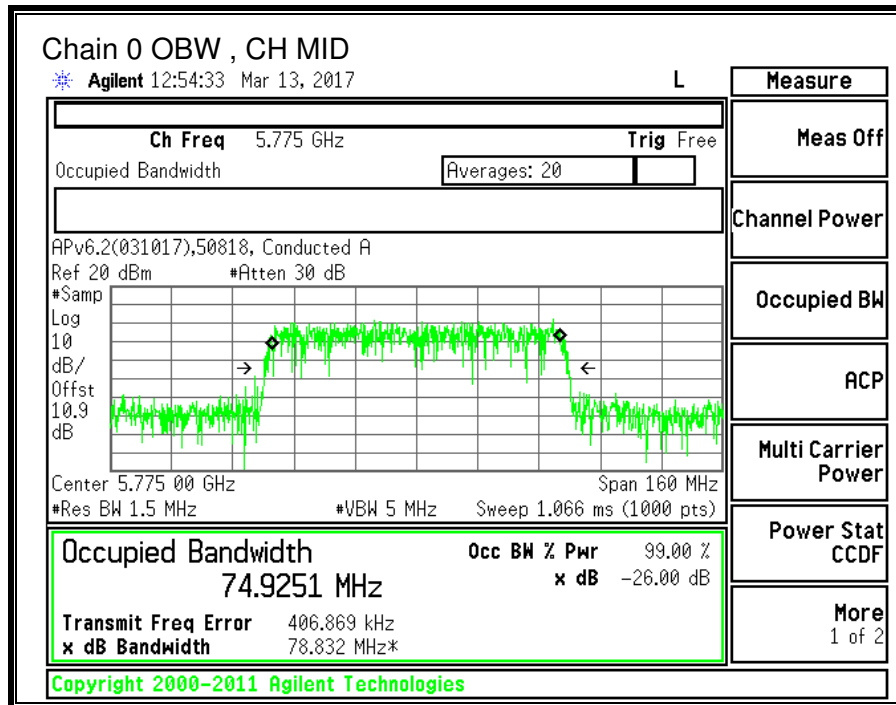 Chain 0 OBW , CH MID
Agilent 12:54:33 Mar 13, 2017 L
Measure
Ch Freq 5.775 GHz Trig Free
Meas Off
Occupied Bandwidth Averages: 20
Channel Power
APv6.2(031017),50818, Conducted A
Ref 20 dBm #Atten 30 dB
#Samp
Log
10
dB/
Offst
10.9
dB
Occupied BW
ACP
Multi Carrier
Power
Center 5.775 00 GHz Span 160 MHz
#Res BW 1.5 MHz #VBW 5 MHz Sweep 1.066 ms (1000 pts)
Occupied Bandwidth Occ BW % Pwr 99.00 %
74.9251 MHz x dB -26.00 dB
Transmit Freq Error 406.869 kHz
x dB Bandwidth 78.832 MHz*
Power Stat
CCDF
More
1 of 2
Copyright 2000-2011 Agilent Technologies